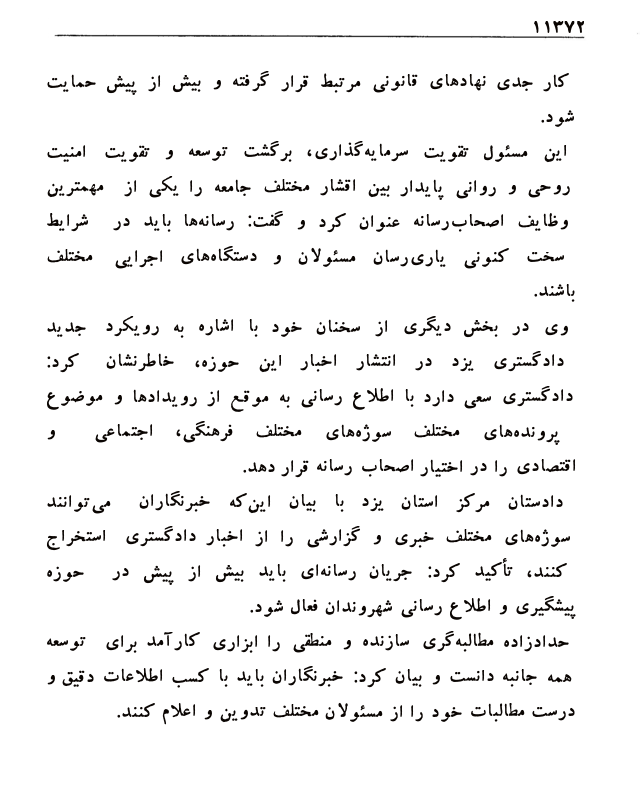 ۱۱۳۷۲
کار جدی نهادهای قانونی مرتبط قرار گرفته و بیش از پیش حمایت
شود.
این مسئول تقویت سرمایه‌گذاری، برگشت توسعه و تقویت امنیت
روحی و روانی پایدار بین اقشار مختلف جامعه را یکی از مهمترین
وظایف اصحاب‌رسانه عنوان کرد و گفت: رسانه‌ها باید در شرایط
سخت کنونی یاری‌رسان مسئولان و دستگاه‌های اجرایی مختلف
باشند.
وی در بخش دیگری از سخنان خود با اشاره به رویکرد جدید
دادگستری یزد در انتشار اخبار این حوزه، خاطرنشان کرد:
دادگستری سعی دارد با اطلاع رسانی به موقع از رویدادها و موضوع
پرونده‌های مختلف سوژه‌های مختلف فرهنگی، اجتماعی و
اقتصادی را در اختیار اصحاب رسانه قرار دهد.
دادستان مرکز استان یزد با بیان این‌که خبرنگاران می‌توانند
سوژه‌های مختلف خبری و گزارشی را از اخبار دادگستری استخراج
کنند، تأکید کرد: جریان رسانه‌ای باید بیش از پیش در حوزه
پیشگیری و اطلاع رسانی شهروندان فعال شود.
حدادزاده مطالبه‌گری سازنده و منطقی را ابزاری کارآمد برای توسعه
همه جانبه دانست و بیان کرد: خبرنگاران باید با کسب اطلاعات دقیق و
درست مطالبات خود را از مسئولان مختلف تدوین و اعلام کنند.